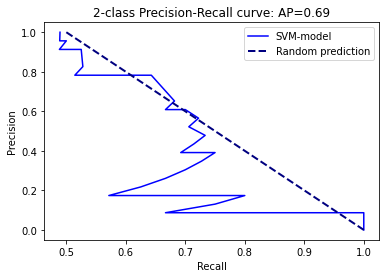 2-class Precision-Recall curve: AP=0.69
SVM-model
Random prediction
Precision
1.0
0.8
0.6
0.4
0.2
0.0
0.5
0.6
0.7
0.8
0.9
1.0
Recall